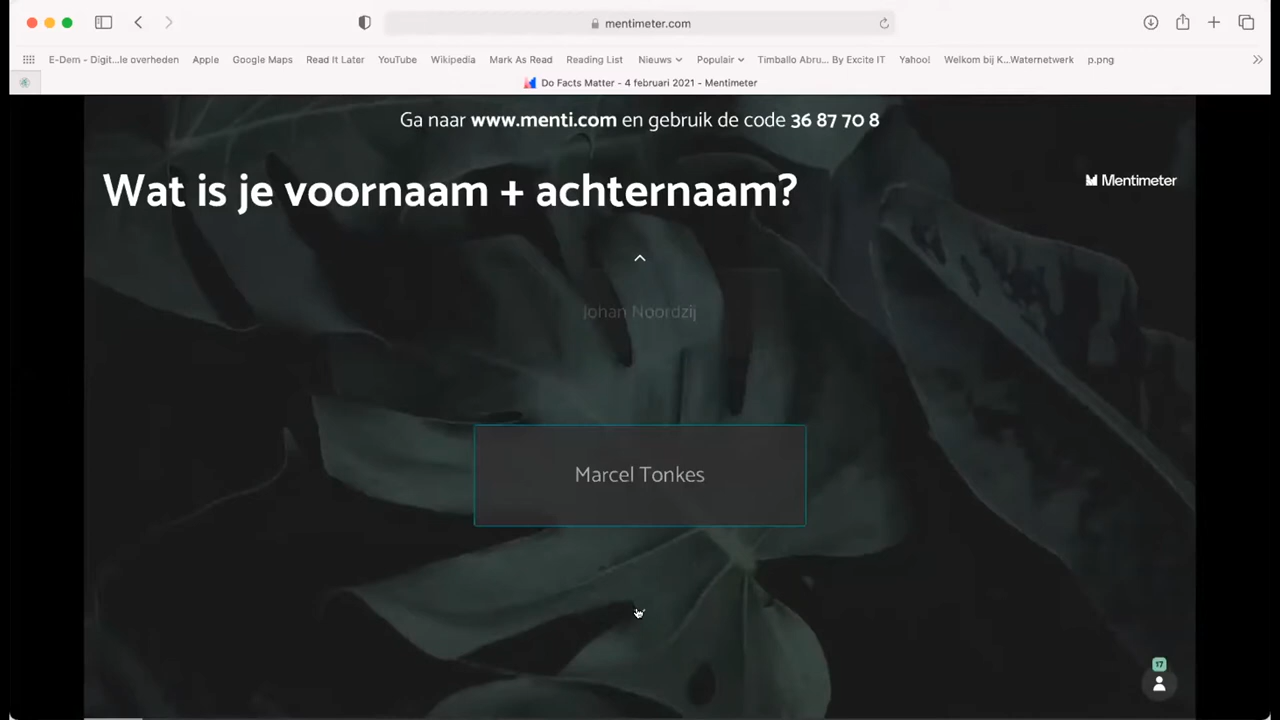 mentimeter.com
E-Dem - Digit...le overheden Apple Google Maps Read It Later YouTube Wikipedia Mark As Read Reading List Nieuws Populair Timballo Abru... By Excite IT Yahoo! Welkom bij K...Waternetwerk p.png
Do Facts Matter - 4 februari 2021 - Mentimeter
Ga naar www.menti.com en gebruik de code 36 87 70 8
Wat is je voornaam + achternaam?
Mentimeter
Johan Noordzij
Marcel Tonkes
17